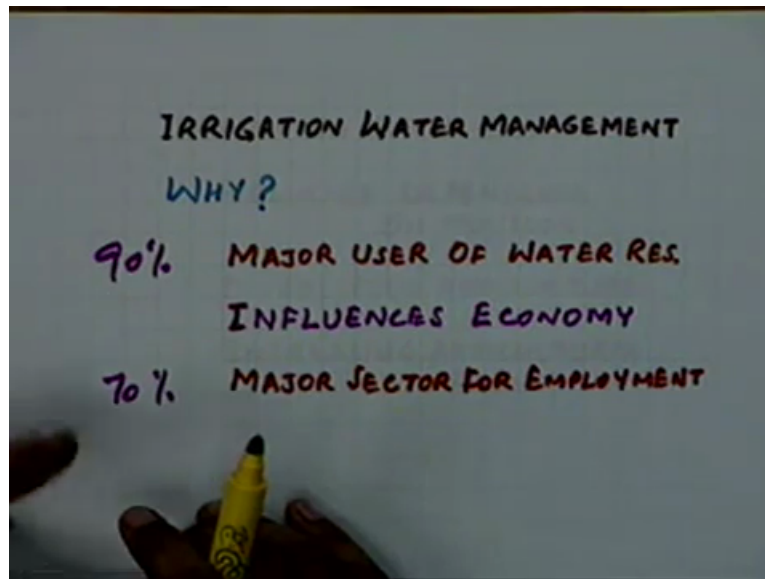 IRRIGATION WATER MANAGEMENT
WHY?
90% MAJOR USER OF WATER RES.
INFLUENCES ECONOMY
70% MAJOR SECTOR FOR EMPLOYMENT